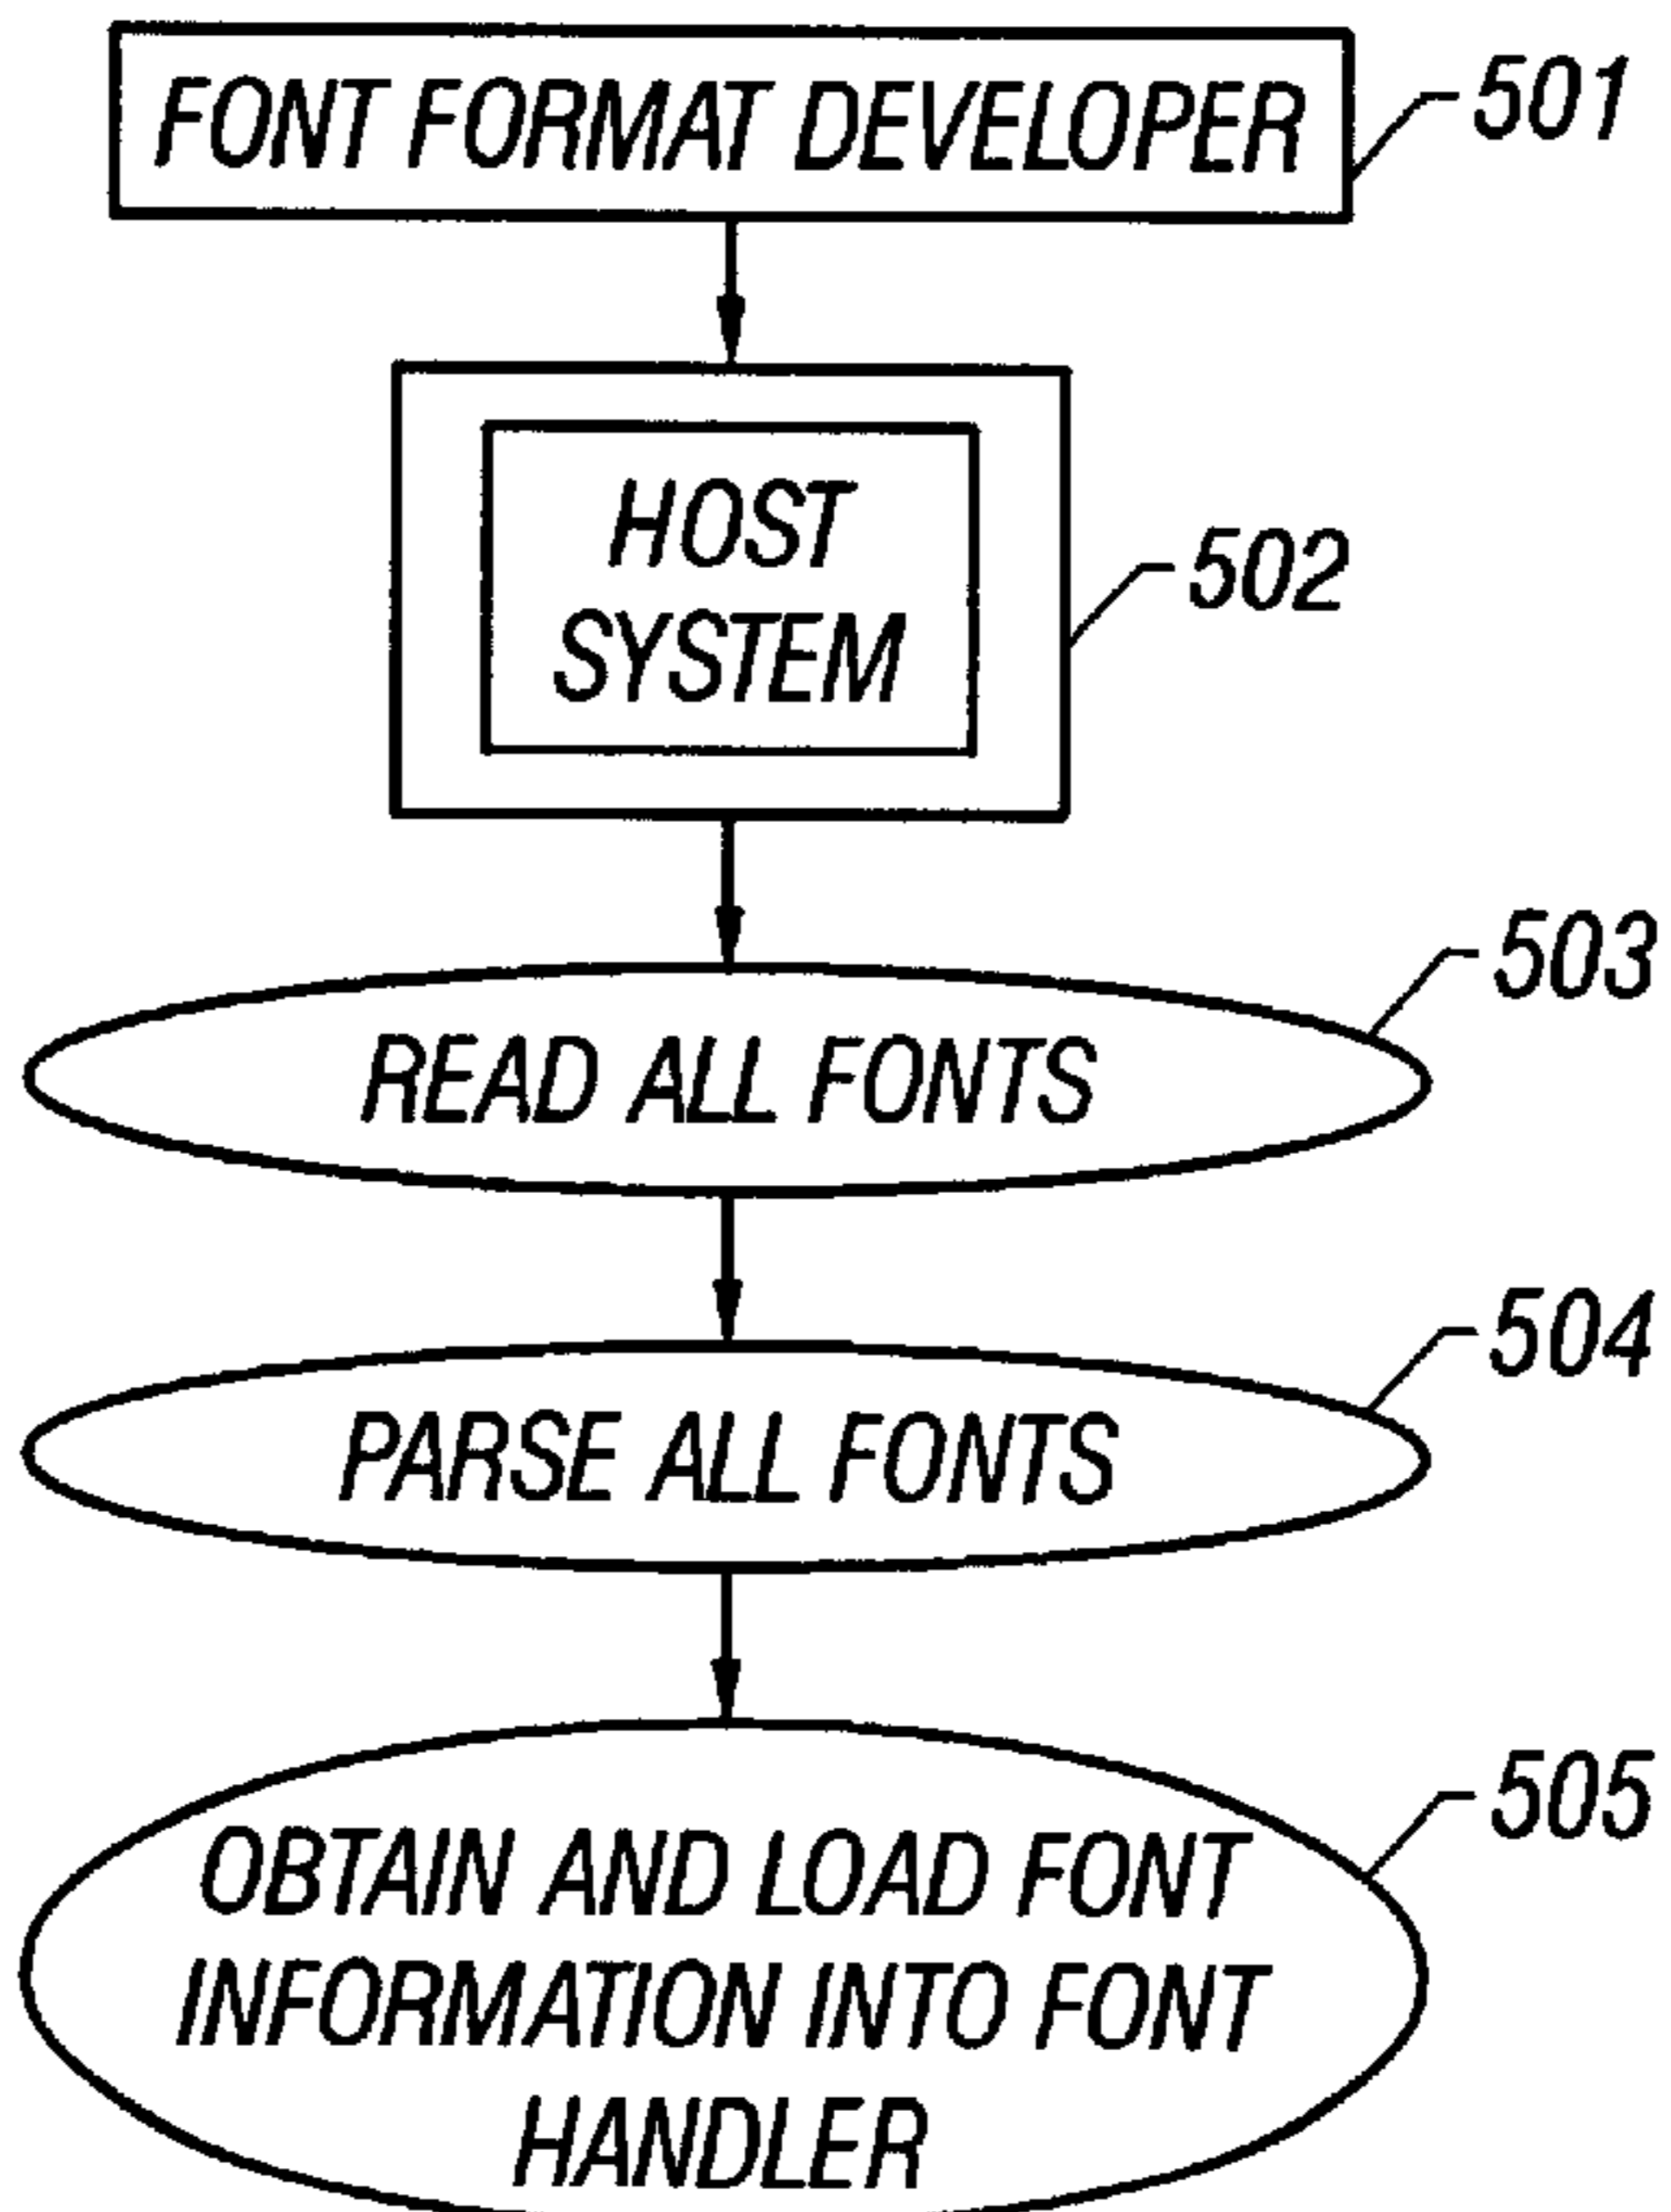 FONT FORMAT DEVELOPER
501
HOST
SYSTEM
502
503
READ ALL FONTS
504
PARSE ALL FONTS
505
OBTAIN AND LOAD FONT
INFORMATION INTO FONT
HANDLER